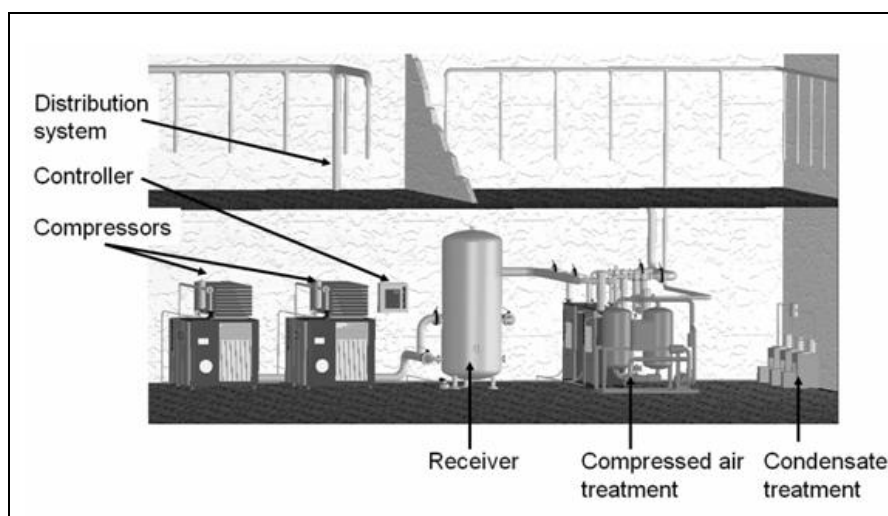 Distribution
system
Controller
Compressors
Receiver
Compressed air
treatment
Condensate
treatment